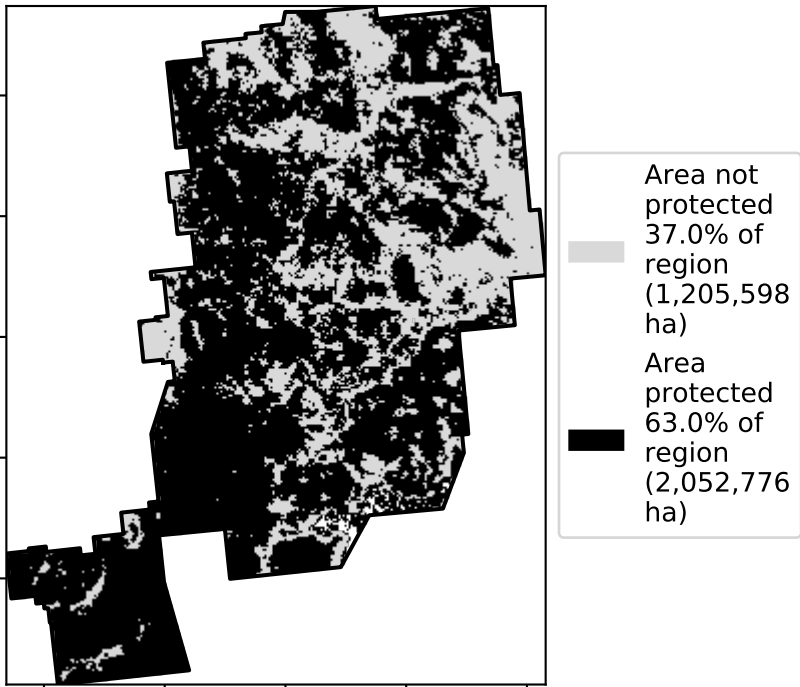 Area not
protected
37.0% of
region
(1,205,598
ha)
Area
protected
63.0% of
region
(2,052,776
ha)